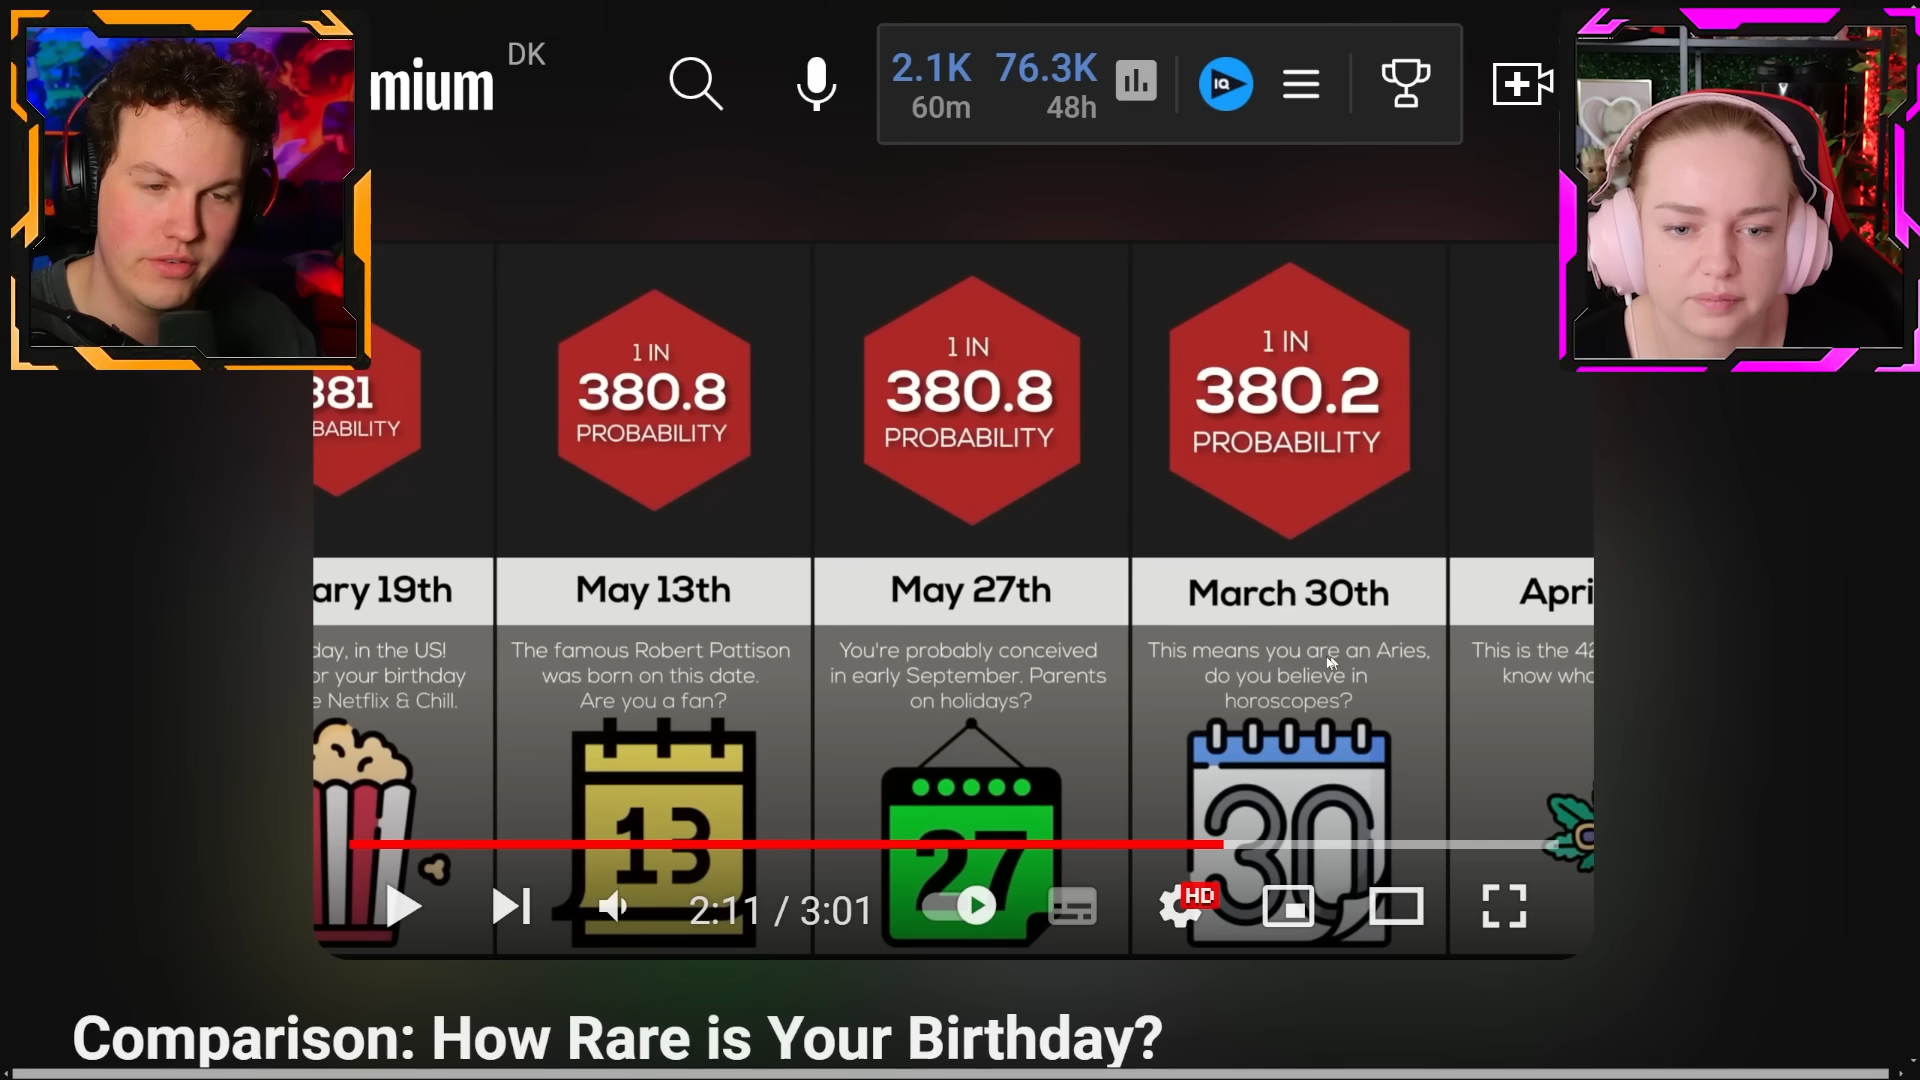 mium
DK
2.1K 76.3K
60m 48h
IQ
381
BABILITY
1 IN
380.8
PROBABILITY
1 IN
380.8
PROBABILITY
1 IN
380.2
PROBABILITY
ary 19th
May 13th
May 27th
March 30th
Apri
day, in the US!
or your birthday
e Netflix & Chill.
The famous Robert Pattison
was born on this date.
Are you a fan?
You're probably conceived
in early September. Parents
on holidays?
This means you are an Aries,
do you believe in
horoscopes?
This is the 42
know who
13
27
30
2:11 / 3:01
HD
Comparison: How Rare is Your Birthday?